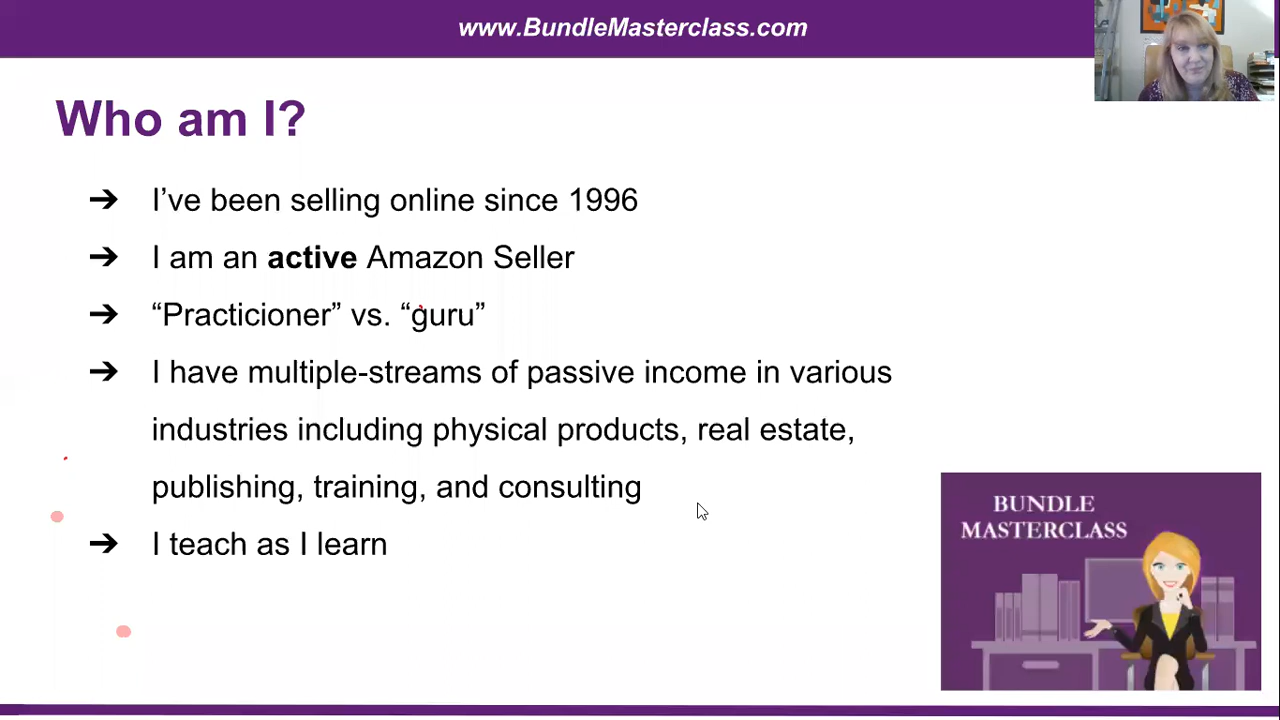 www.BundleMasterclass.com
Who am I?
➔ I’ve been selling online since 1996
➔ I am an active Amazon Seller
➔ “Practicioner” vs. “guru”
➔ I have multiple-streams of passive income in various
industries including physical products, real estate,
publishing, training, and consulting
➔ I teach as I learn
BUNDLE
MASTERCLASS